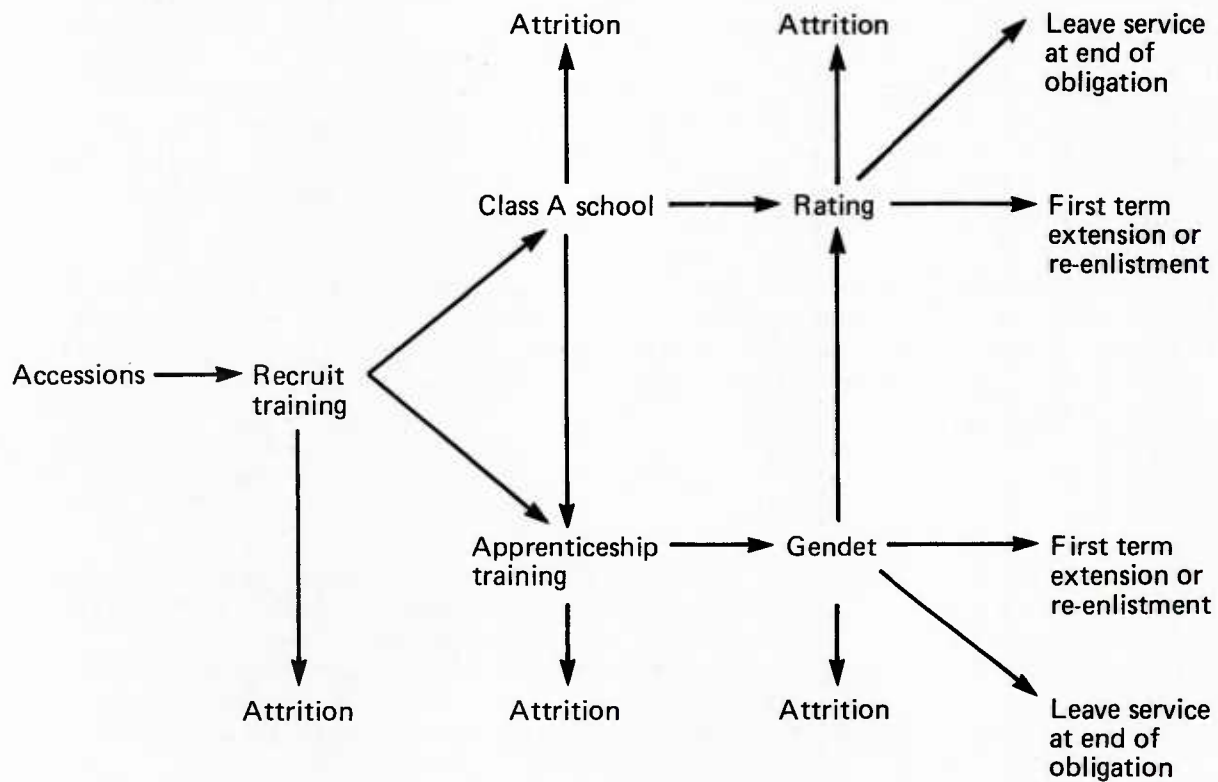 Attrition
Attrition
Leave service
at end of
obligation
Class A school
Rating
First term
extension or
re-enlistment
Accessions
Recruit
training
Apprenticeship
training
Gendet
First term
extension or
re-enlistment
Attrition
Attrition
Attrition
Leave service
at end of
obligation